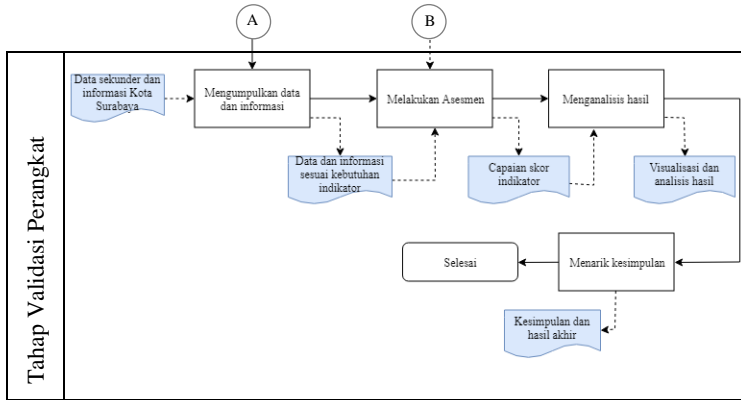 A
B
Tahap Validasi Perangkat
Data sekunder dan
informasi Kota
Surabaya
Mengumpulkan data
dan informasi
Melakukan Asesmen
Menganalisis hasil
Data dan informasi
sesuai kebutuhan
indikator
Capaian skor
indikator
Visualisasi dan
analisis hasil
Selesai
Menarik kesimpulan
Kesimpulan dan
hasil akhir